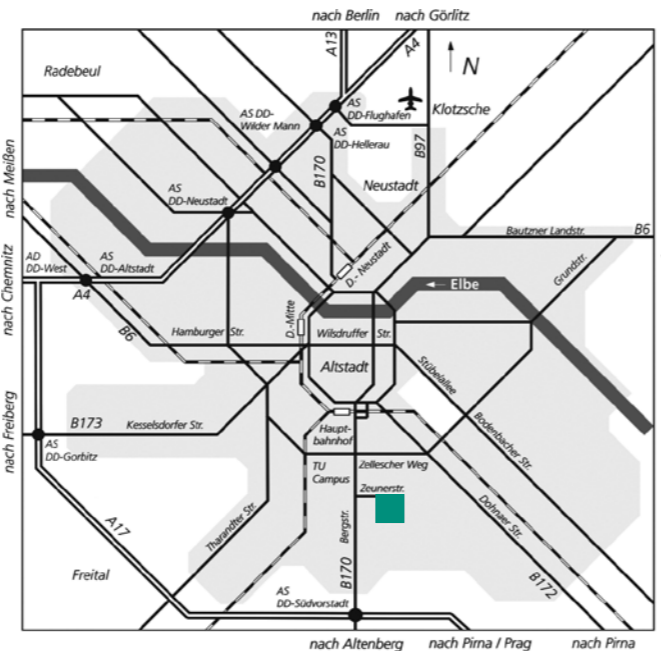 nach Berlin
nach Görlitz
A13
A4
N
Radebeul
AS
DD-Flughafen
Klotzsche
AS DD-
Wilder Mann
AS
DD-Hellerau
B97
B170
nach Meißen
Neustadt
AS
DD-Neustadt
Bautzner Landstr.
B6
AD
DD-West
AS
DD-Altstadt
D.- Neustadt
Grundstr.
nach Chemnitz
A4
Elbe
B6
Hamburger Str.
D.-Mitte
Wilsdruffer Str.
Altstadt
Stübelallee
nach Freiberg
B173
Kesselsdorfer Str.
Haupt-
bahnhof
Bodenbacher Str.
AS
DD-Gorbitz
TU
Campus
Zellescher Weg
Zeunerstr.
Dohnaer Str.
A17
Tharandter Str.
Bergstr.
Freital
B170
B172
AS
DD-Südvorstadt
nach Altenberg
nach Pirna / Prag
nach Pirna